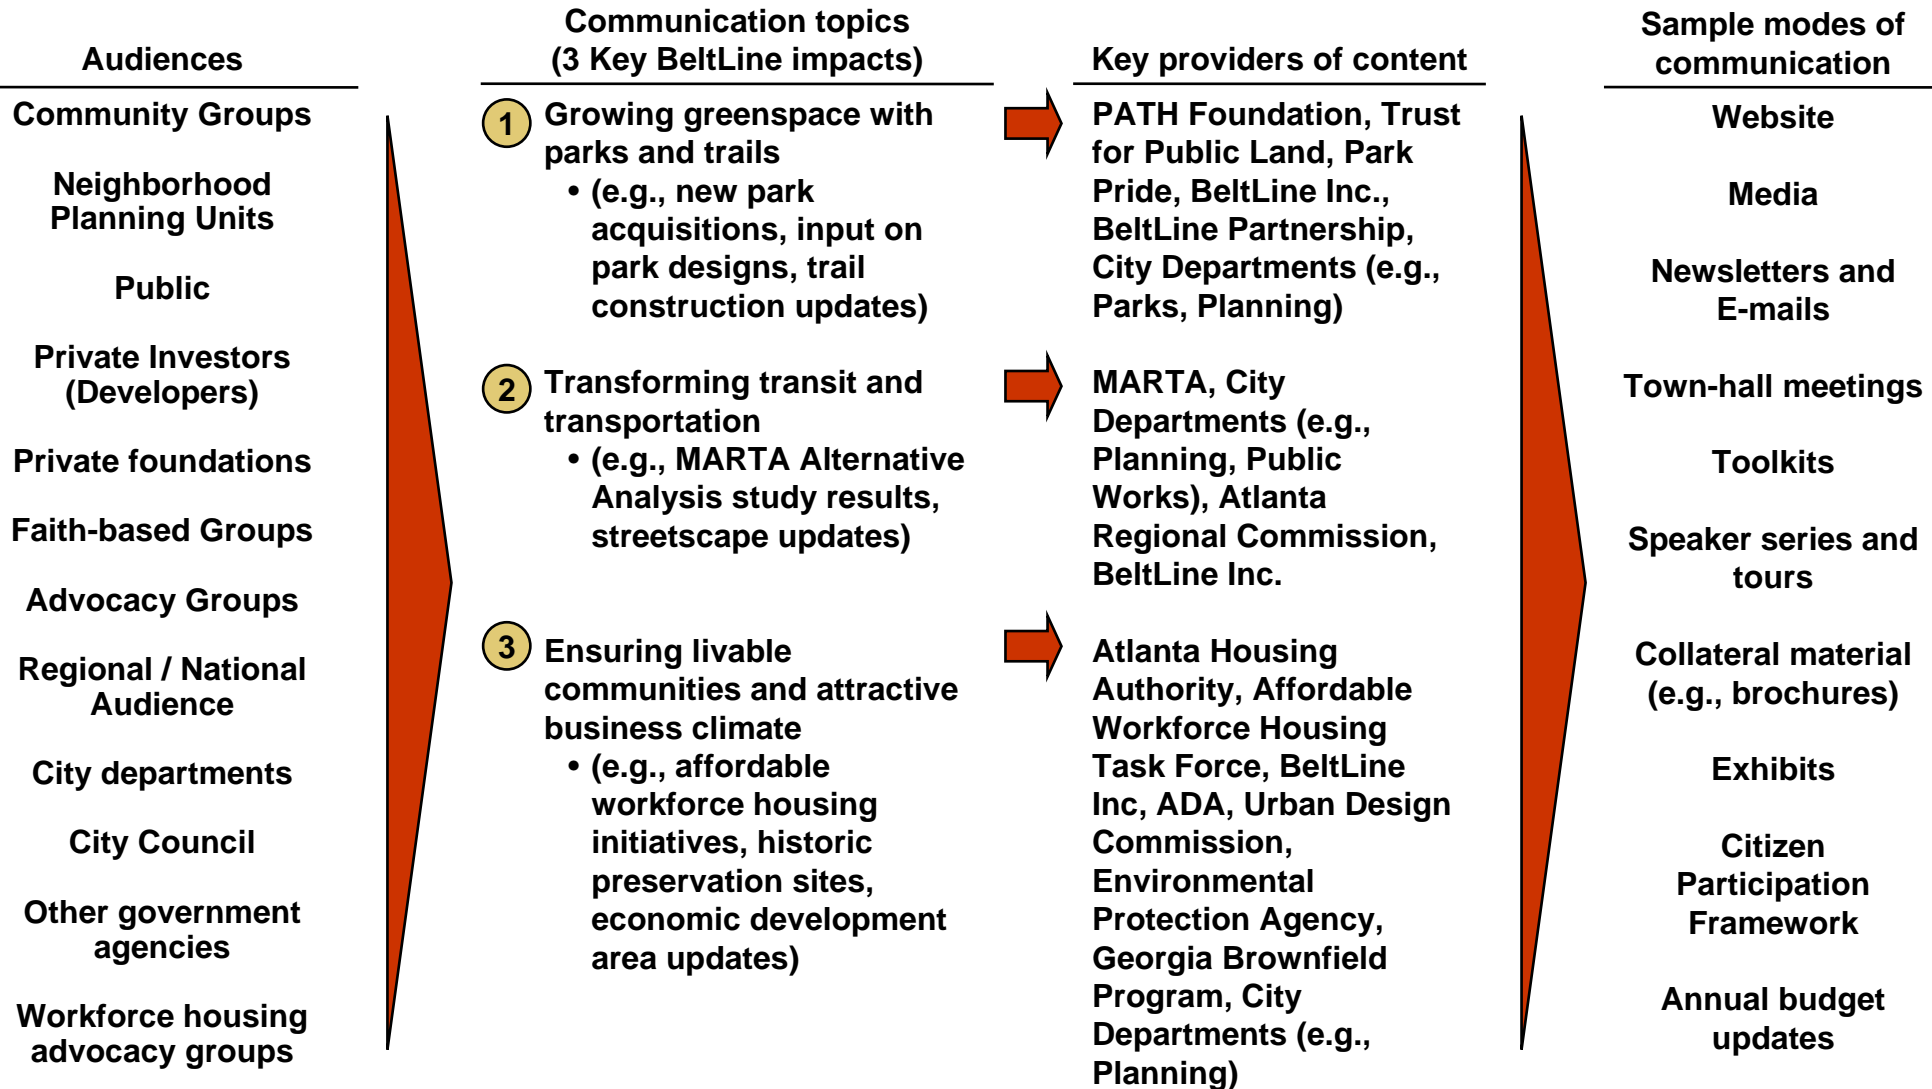 Audiences
Community Groups
Neighborhood
Planning Units
Public
Private Investors
(Developers)
Private foundations
Faith-based Groups
Advocacy Groups
Regional / National
Audience
City departments
City Council
Other government
agencies
Workforce housing
advocacy groups
Communication topics
(3 Key BeltLine impacts)
1
Growing greenspace with
parks and trails
• (e.g., new park
acquisitions, input on
park designs, trail
construction updates)
2
Transforming transit and
transportation
• (e.g., MARTA Alternative
Analysis study results,
streetscape updates)
3
Ensuring livable
communities and attractive
business climate
• (e.g., affordable
workforce housing
initiatives, historic
preservation sites,
economic development
area updates)
Key providers of content
PATH Foundation, Trust
for Public Land, Park
Pride, BeltLine Inc.,
BeltLine Partnership,
City Departments (e.g.,
Parks, Planning)
MARTA, City
Departments (e.g.,
Planning, Public
Works), Atlanta
Regional Commission,
BeltLine Inc.
Atlanta Housing
Authority, Affordable
Workforce Housing
Task Force, BeltLine
Inc, ADA, Urban Design
Commission,
Environmental
Protection Agency,
Georgia Brownfield
Program, City
Departments (e.g.,
Planning)
Sample modes of
communication
Website
Media
Newsletters and
E-mails
Town-hall meetings
Toolkits
Speaker series and
tours
Collateral material
(e.g., brochures)
Exhibits
Citizen
Participation
Framework
Annual budget
updates